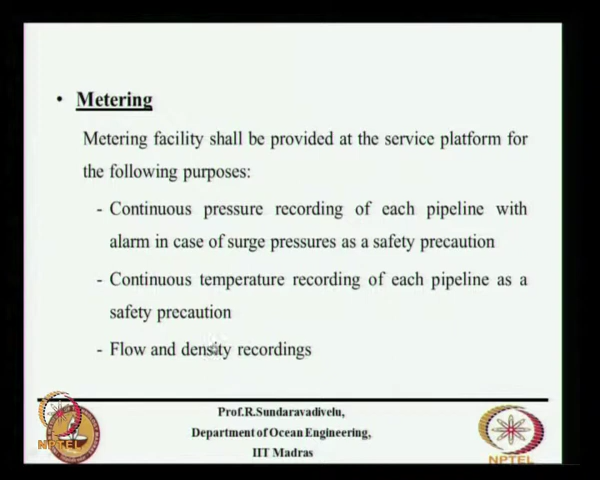 • Metering
Metering facility shall be provided at the service platform for
the following purposes:
- Continuous pressure recording of each pipeline with
alarm in case of surge pressures as a safety precaution
- Continuous temperature recording of each pipeline as a
safety precaution
- Flow and density recordings
Prof.R.Sundaravadivelu,
Department of Ocean Engineering,
IIT Madras
NPTEL
NPTEL